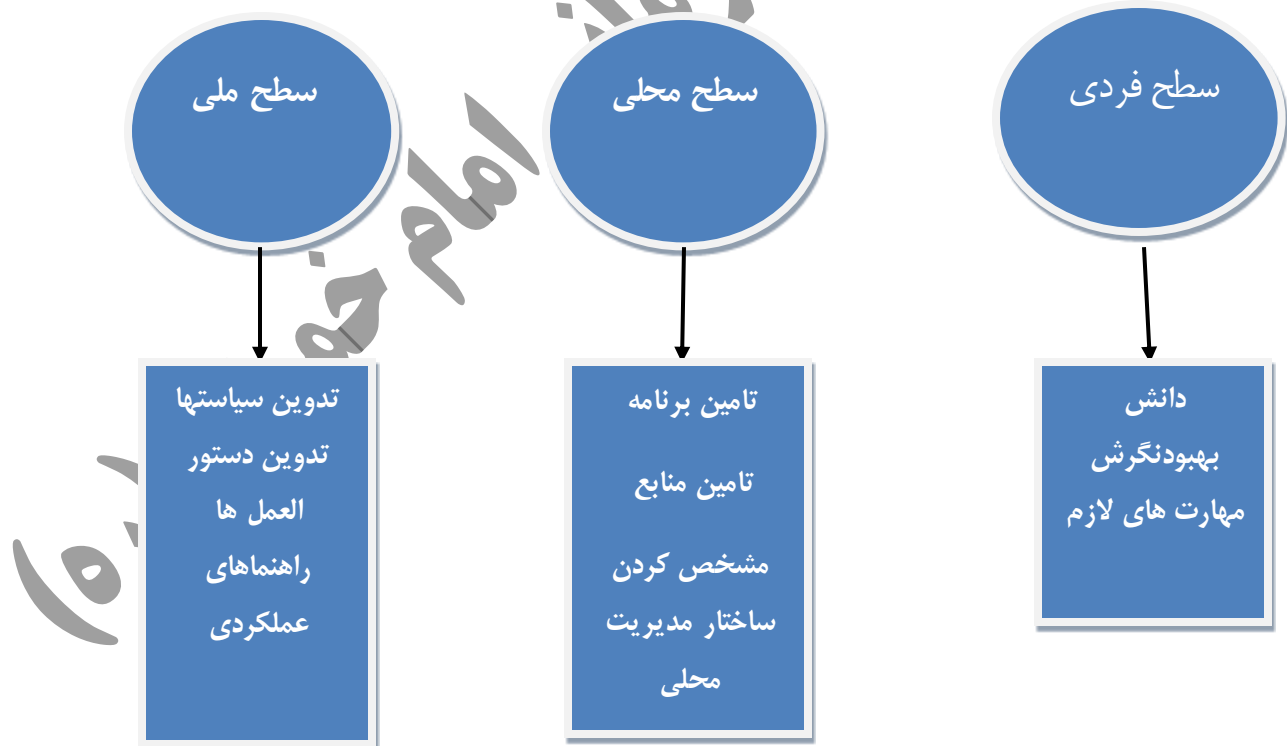 سطح فردی
سطح محلی
سطح ملی
دانش
بهبودنگرش
مهارت های لازم
تامین برنامه
تامین منابع
مشخص کردن
ساختار مدیریت
محلی
تدوین سیاستها
تدوین دستور
العمل ها
راهنماهای
عملکردی
امام